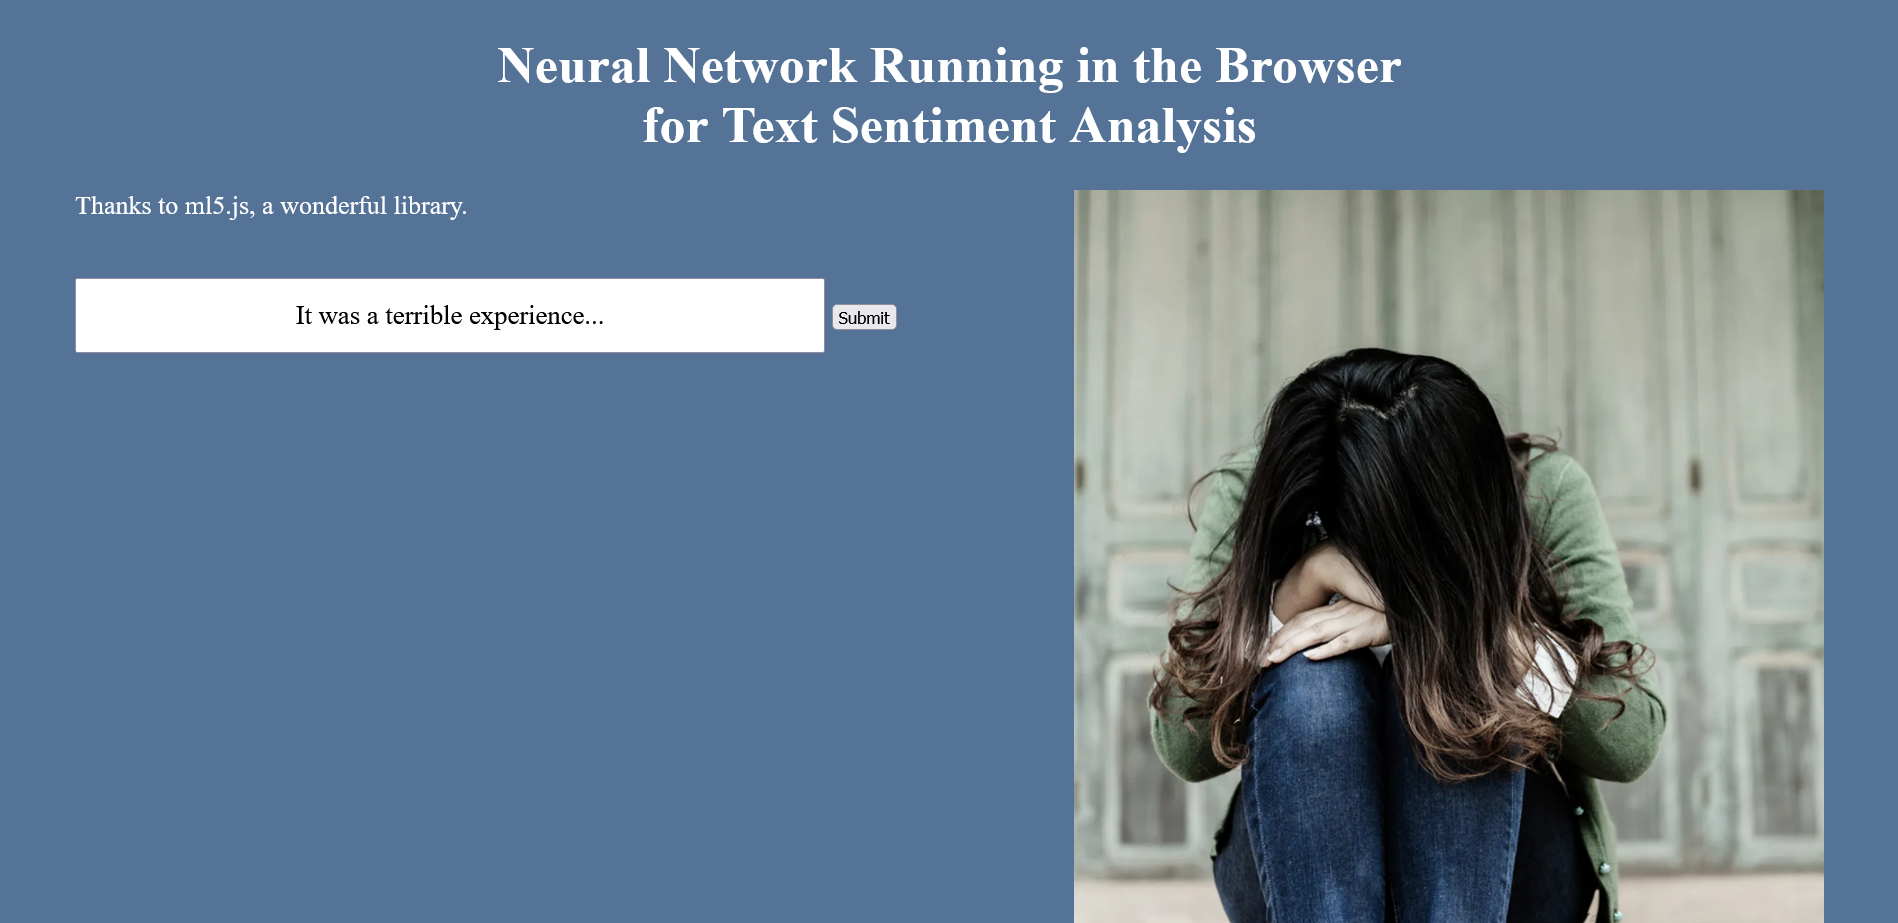 Neural Network Running in the Browser
for Text Sentiment Analysis
Thanks to ml5.js, a wonderful library.
It was a terrible experience...
Submit